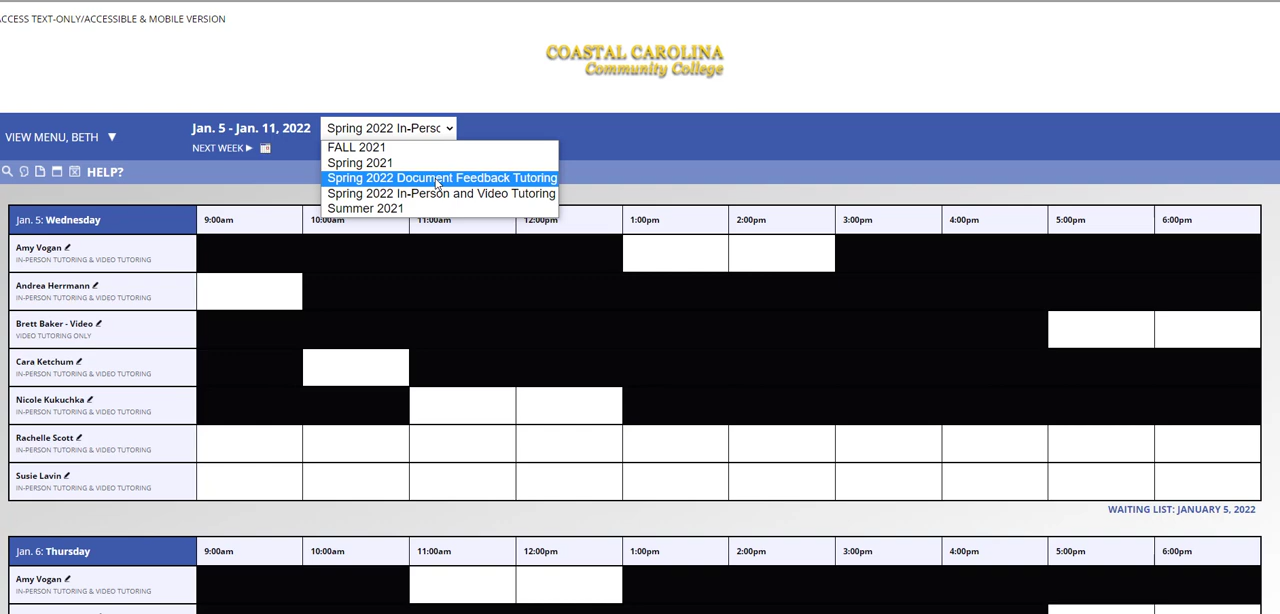 ACCESS TEXT-ONLY/ACCESSIBLE & MOBILE VERSION
COASTAL CAROLINA
Community College
VIEW MENU, BETH ▼
Jan. 5 - Jan. 11, 2022
Spring 2022 In-Perso
NEXT WEEK ▶
FALL 2021
Spring 2021
Spring 2022 Document Feedback Tutoring
Spring 2022 In-Person and Video Tutoring
Summer 2021
HELP?
Jan. 5: Wednesday 9:00am 10:00am 11:00am 12:00pm 1:00pm 2:00pm 3:00pm 4:00pm 5:00pm 6:00pm
Amy Vogan
IN-PERSON TUTORING & VIDEO TUTORING
Andrea Herrmann
IN-PERSON TUTORING & VIDEO TUTORING
Brett Baker - Video
VIDEO TUTORING ONLY
Cara Ketchum
IN-PERSON TUTORING & VIDEO TUTORING
Nicole Kukuchka
IN-PERSON TUTORING & VIDEO TUTORING
Rachelle Scott
IN-PERSON TUTORING & VIDEO TUTORING
Susie Lavin
IN-PERSON TUTORING & VIDEO TUTORING
WAITING LIST: JANUARY 5, 2022
Jan. 6: Thursday 9:00am 10:00am 11:00am 12:00pm 1:00pm 2:00pm 3:00pm 4:00pm 5:00pm 6:00pm
Amy Vogan
IN-PERSON TUTORING & VIDEO TUTORING